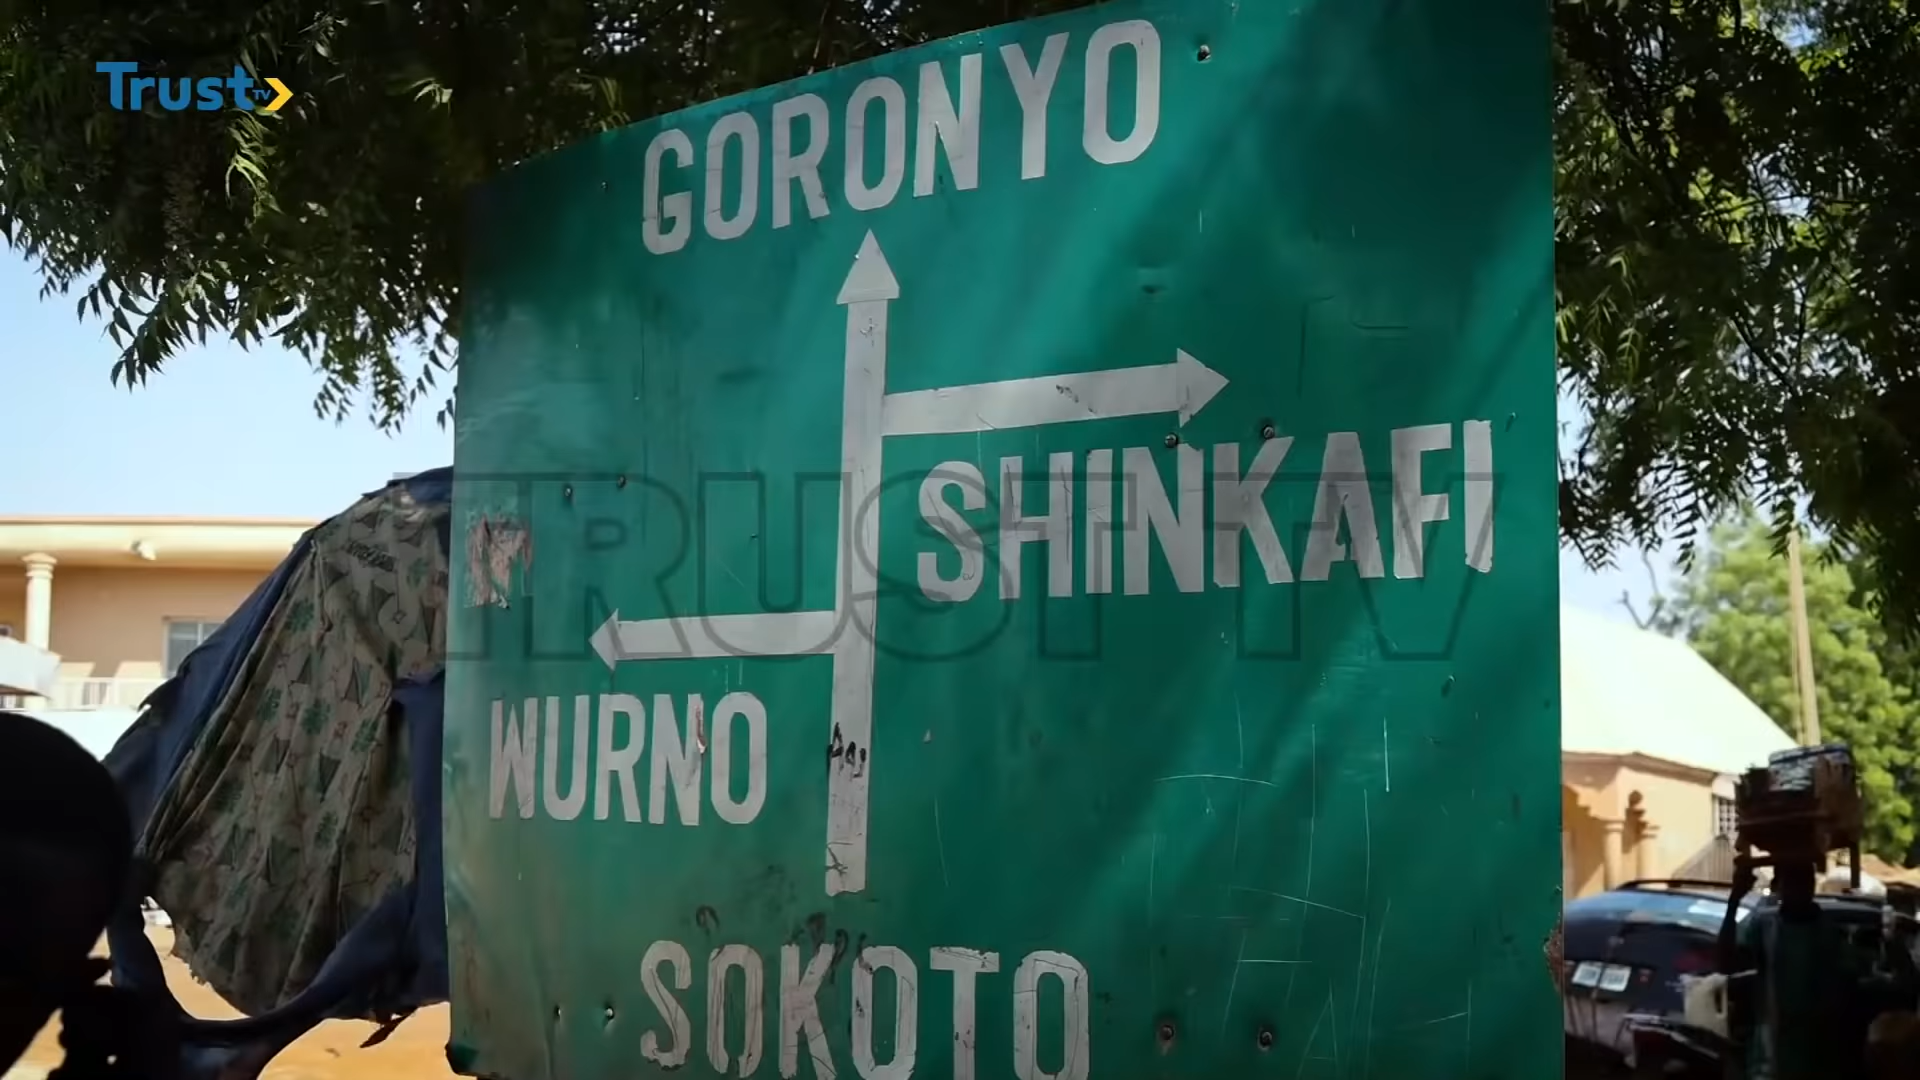 Trust TV
GORONYO
SHINKAFI
TRUST TV
WURNO
SOKOTO